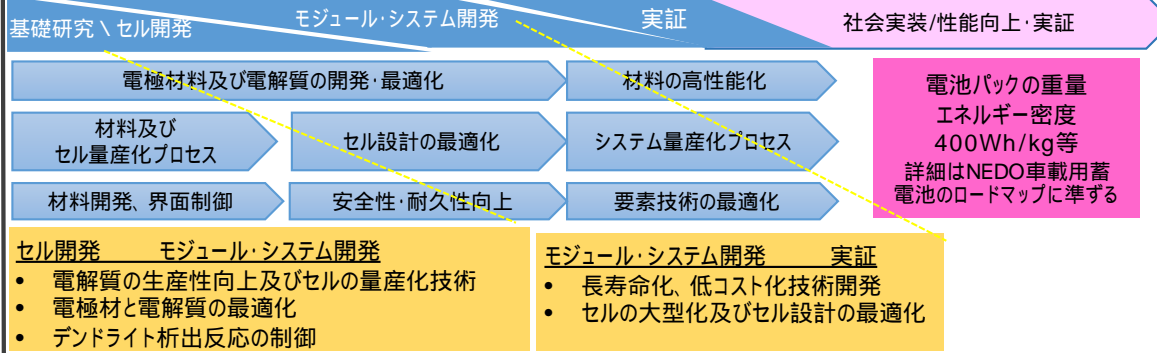 基礎研究 \ セル開発
モジュール･システム開発
実証
社会実装/性能向上･実証
電極材料及び電解質の開発･最適化
材料の高性能化
材料及び
セル量産化プロセス
セル設計の最適化
システム量産化プロセス
材料開発、界面制御
安全性･耐久性向上
要素技術の最適化
電池パックの重量
エネルギー密度
400Wh/kg等
詳細はNEDO車載用蓄
電池のロードマップに準ずる
セル開発 モジュール･システム開発
• 電解質の生産性向上及びセルの量産化技術
• 電極材と電解質の最適化
• デンドライト析出反応の制御
モジュール･システム開発 実証
• 長寿命化、低コスト化技術開発
• セルの大型化及びセル設計の最適化